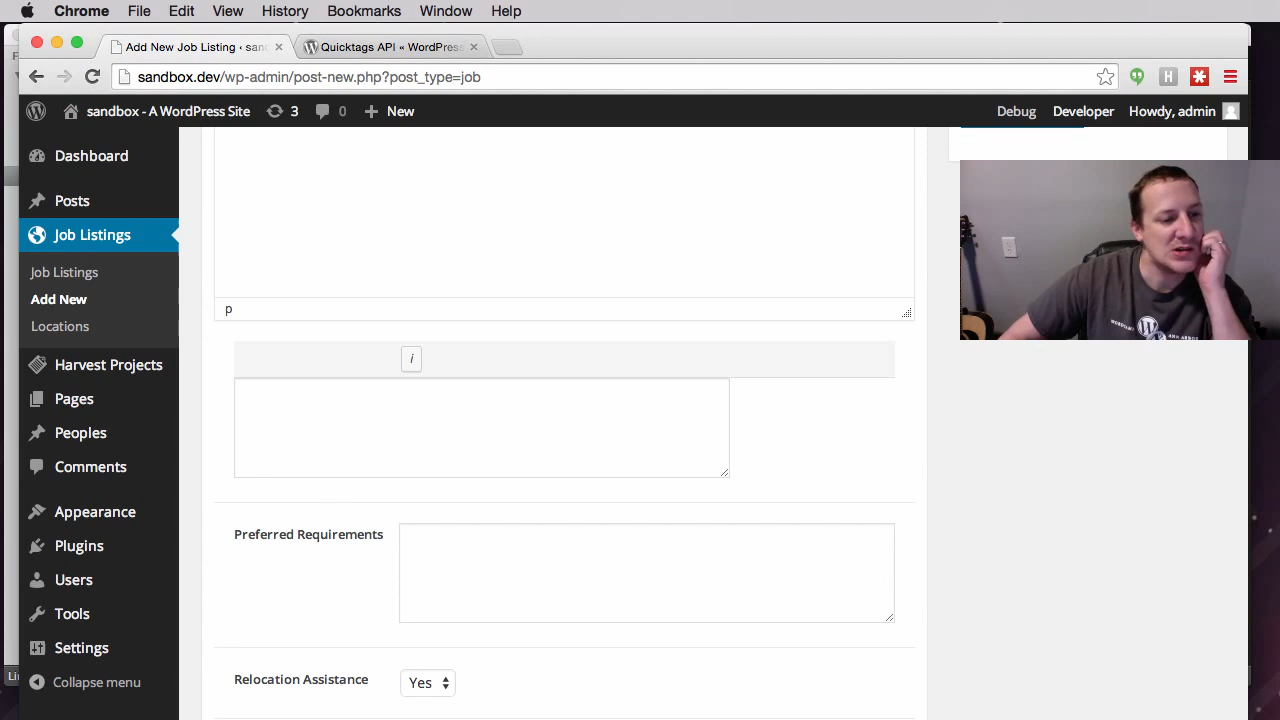 Chrome File Edit View History Bookmarks Window Help
Add New Job Listing ‹ san
Quicktags API « WordPress
sandbox.dev/wp-admin/post-new.php?post_type=job
H
sandbox - A WordPress Site 3 0 New Debug Developer Howdy, admin
Dashboard
Posts
Job Listings
Job Listings
Add New
Locations
Harvest Projects
Pages
Peoples
Comments
Appearance
Plugins
Users
Tools
Settings
Collapse menu
p
i
Preferred Requirements
Relocation Assistance
Yes